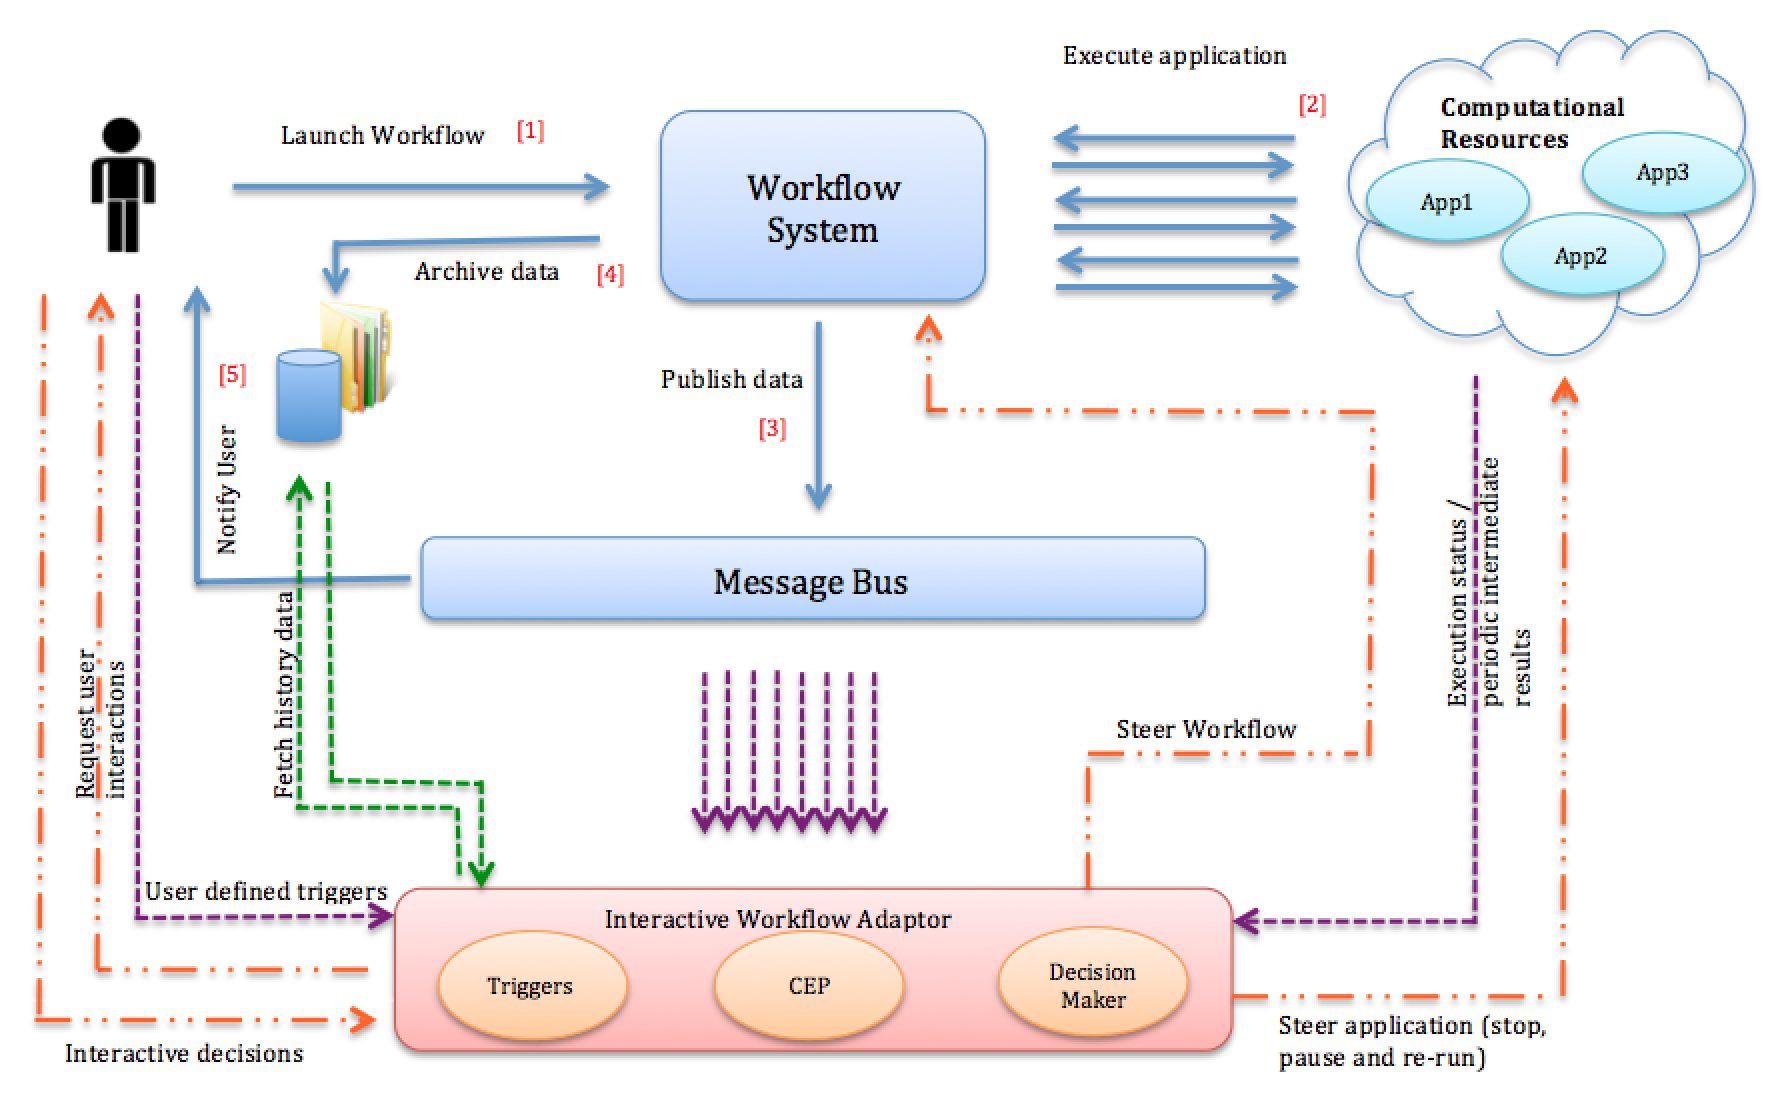 Execute application
[2]
Computational
Resources
App3
App1
App2
Launch Workflow [1]
Workflow
System
Archive data [4]
[5]
Publish data
[3]
Notify User
Message Bus
Fetch history data
Request user
interactions
Execution status /
periodic intermediate
results
Steer Workflow
User defined triggers
Interactive Workflow Adaptor
Triggers
CEP
Decision
Maker
Interactive decisions
Steer application (stop,
pause and re-run)